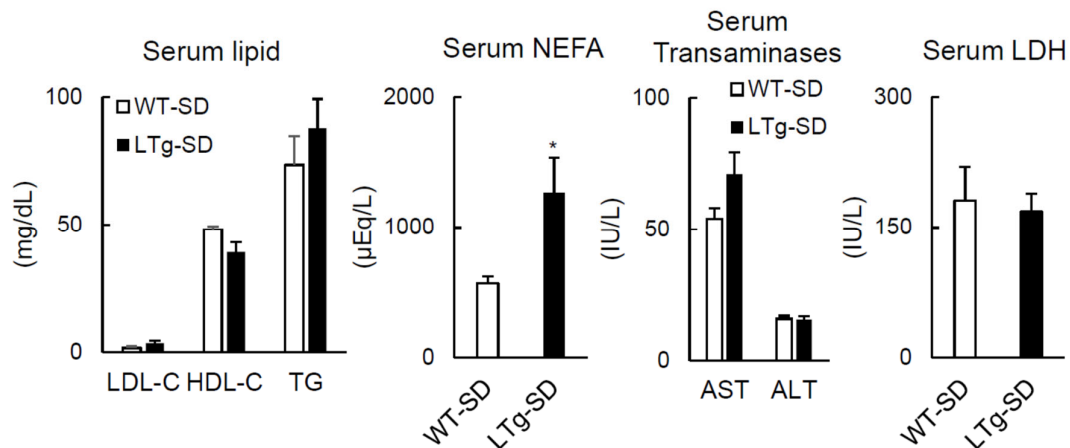 Serum lipid
100
WT-SD
LTg-SD
(mg/dL)
50
0
LDL-C HDL-C TG
Serum NEFA
2000
*
(µEq/L)
1000
0
WT-SD
LTg-SD
Serum
Transaminases
100
WT-SD
LTg-SD
(IU/L)
50
0
AST ALT
Serum LDH
300
(IU/L)
150
0
WT-SD
LTg-SD